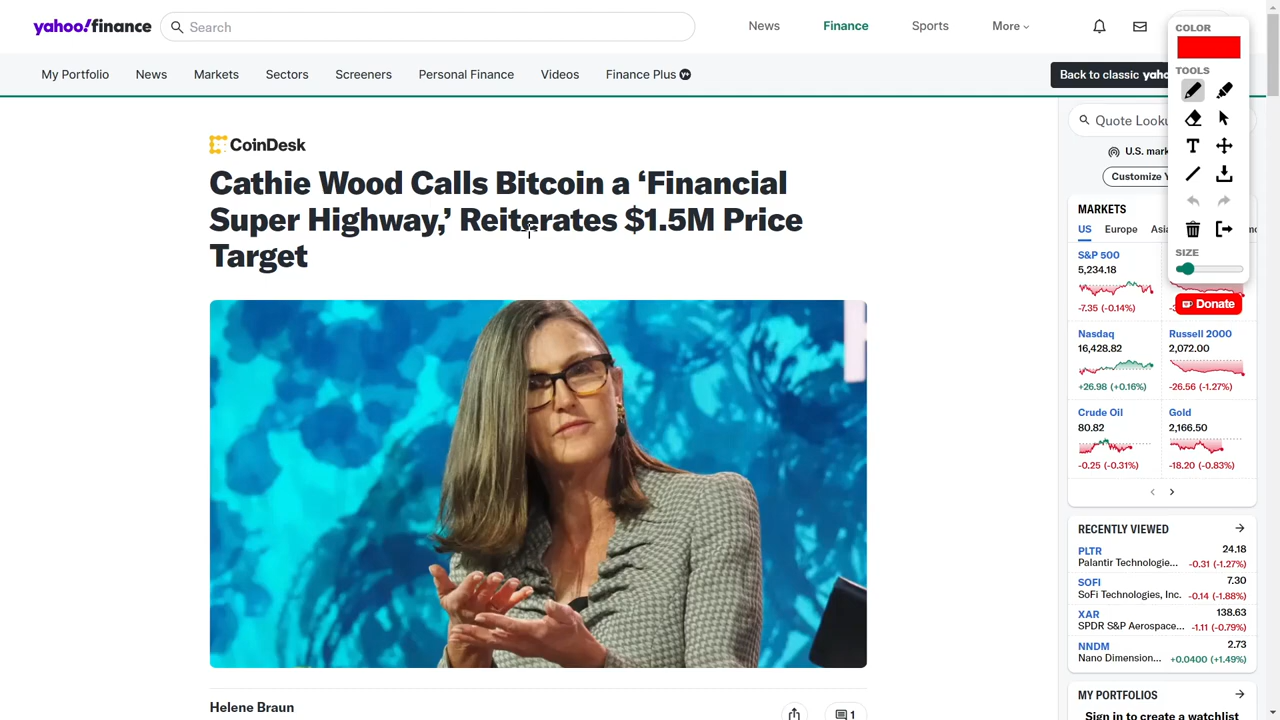 yahoo!finance
Search
News
Finance
Sports
More
My Portfolio
News
Markets
Sectors
Screeners
Personal Finance
Videos
Finance Plus
Back to classic
COLOR
TOOLS
SIZE
Donate
CoinDesk
Cathie Wood Calls Bitcoin a ‘Financial
Super Highway,’ Reiterates $1.5M Price
Target
Helene Braun
1
Quote
U.S.
Customize
MARKETS
US Europe
S&P 500
5,234.18
-7.35 (-0.14%)
Nasdaq
16,428.82
+26.98 (+0.16%)
Russell 2000
2,072.00
-26.56 (-1.27%)
Crude Oil
80.82
-0.25 (-0.31%)
Gold
2,166.50
-18.20 (-0.83%)
RECENTLY VIEWED
PLTR 24.18
Palantir Technologie... -0.31 (-1.27%)
SOFI 7.30
SoFi Technologies, Inc. -0.14 (-1.88%)
XAR 138.63
SPDR S&P Aerospace... -1.11 (-0.79%)
NNDM 2.73
Nano Dimension... +0.0400 (+1.49%)
MY PORTFOLIOS
Sign in to create a watchlist